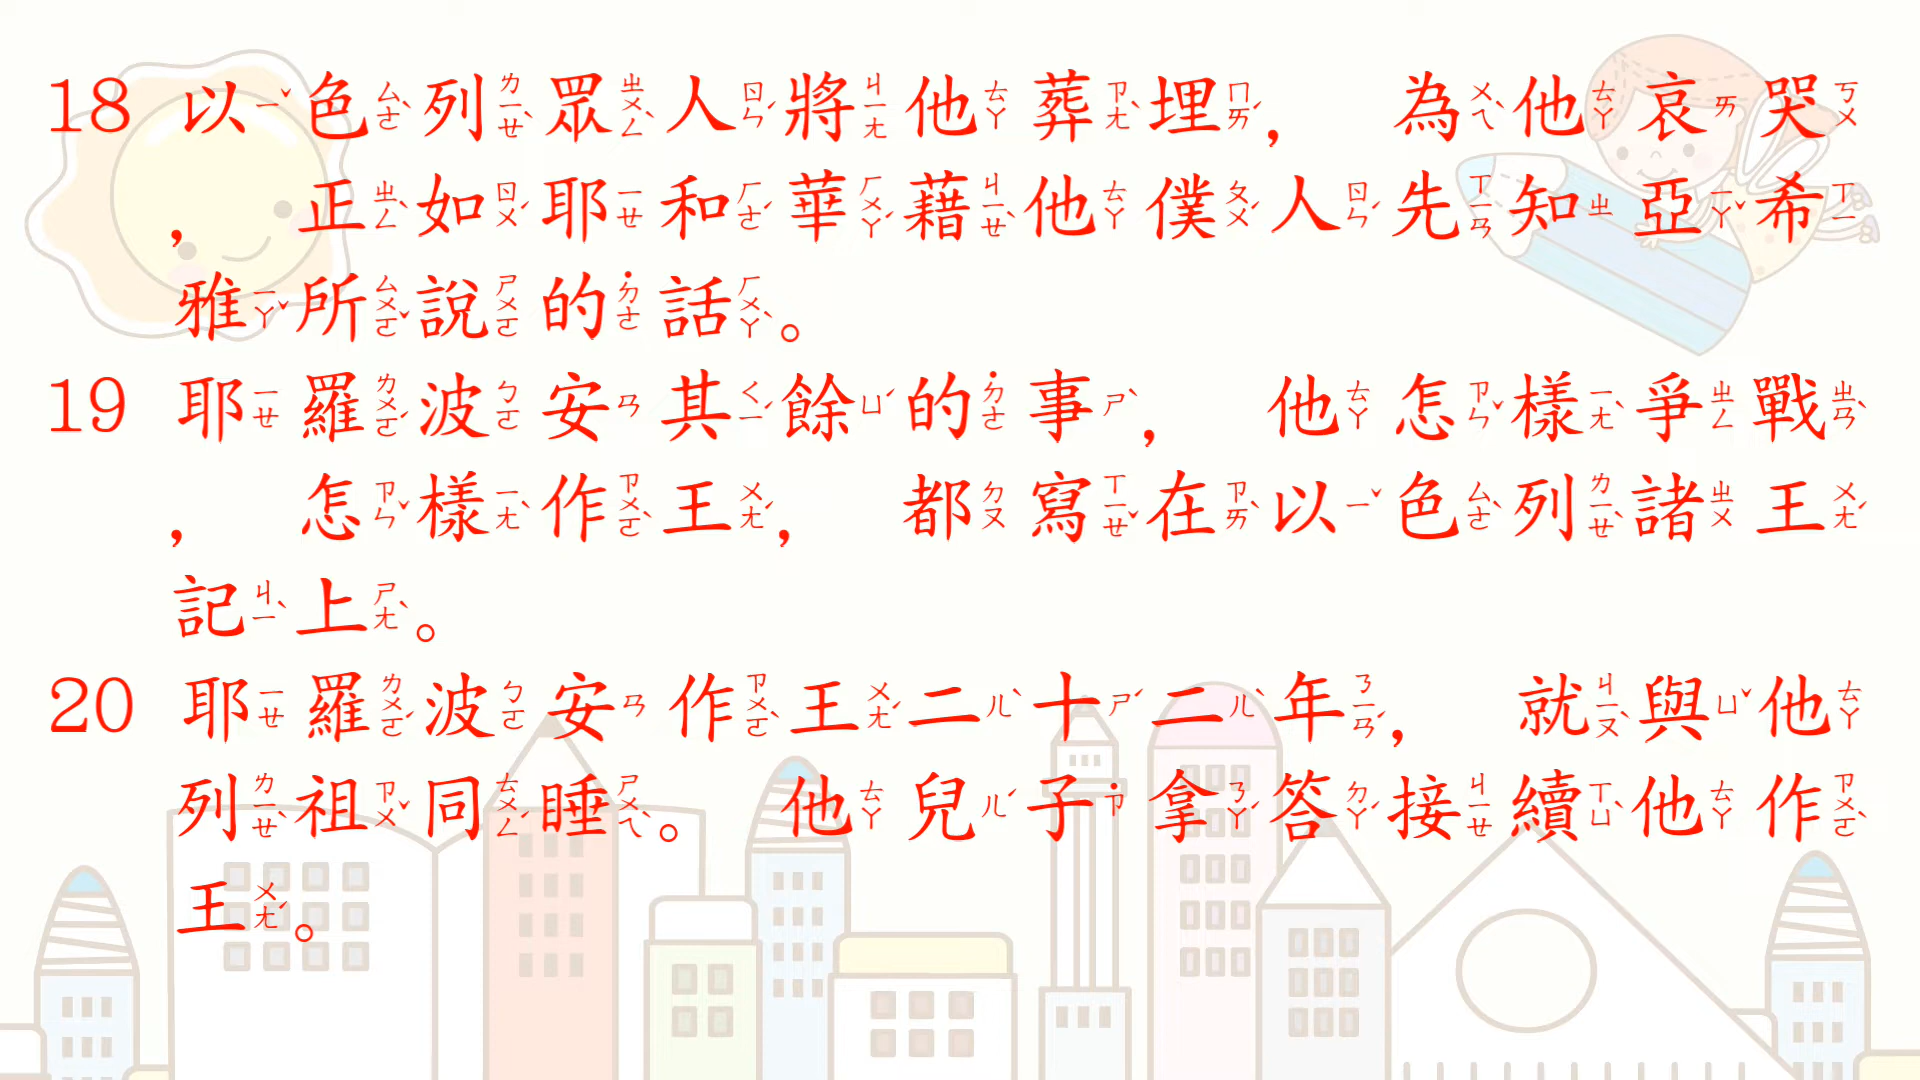 18 以色列眾人將他葬埋，為他哀哭
，正如耶和華藉他僕人先知亞希
雅所說的話。
19 耶羅波安其餘的事，他怎樣爭戰
，怎樣作王，都寫在以色列諸王
記上。
20 耶羅波安作王二十二年，就與他
列祖同睡。他兒子拿答接續他作
王。